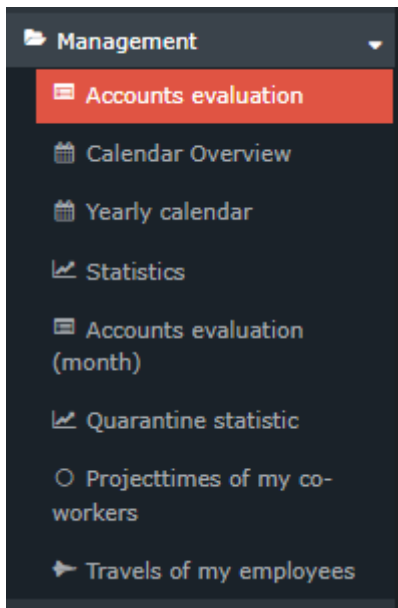 Management
Accounts evaluation
Calendar Overview
Yearly calendar
Statistics
Accounts evaluation
(month)
Quarantine statistic
Projecttimes of my co-
workers
Travels of my employees